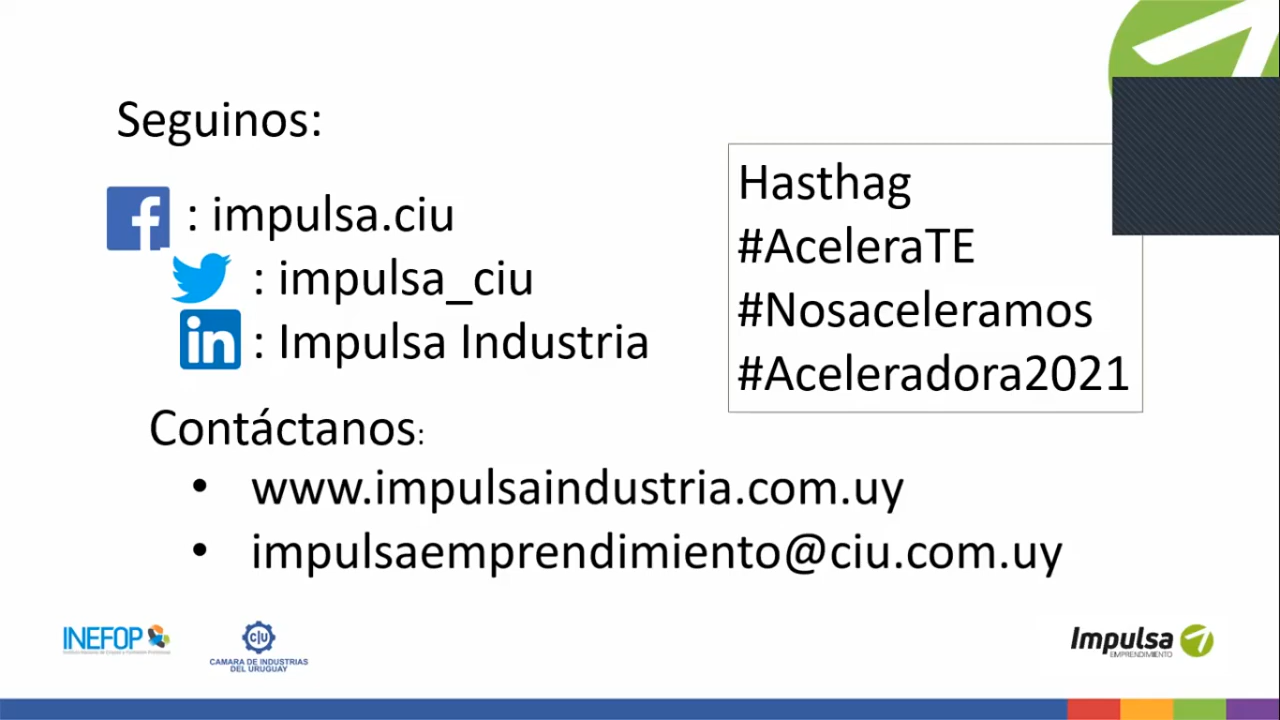 Seguinos:
: impulsa.ciu
: impulsa_ciu
: Impulsa Industria
Hasthag
#AceleraTE
#Nosaceleramos
#Aceleradora2021
Contáctanos:
• www.impulsaindustria.com.uy
• impulsaemprendimiento@ciu.com.uy
INEFOP
CIU
CAMARA DE INDUSTRIAS
DEL URUGUAY
Impulsa
EMPRENDIMIENTO